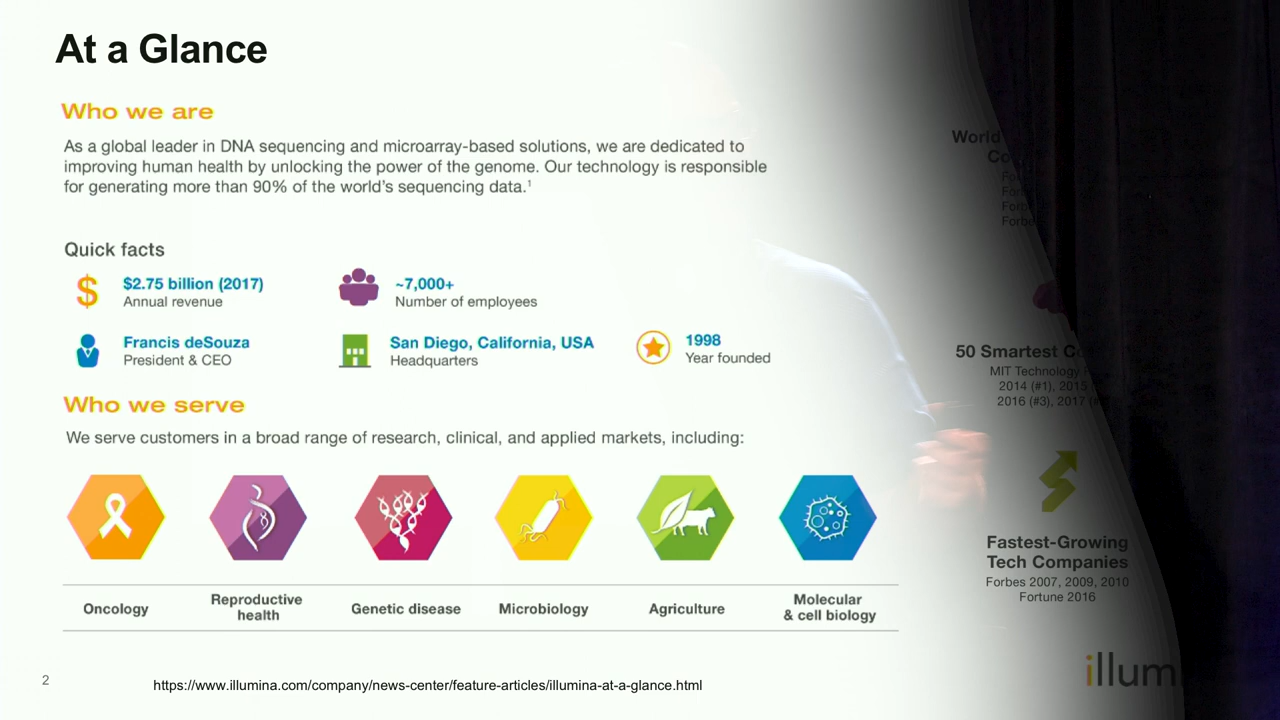 At a Glance
Who we are
As a global leader in DNA sequencing and microarray-based solutions, we are dedicated to
improving human health by unlocking the power of the genome. Our technology is responsible
for generating more than 90% of the world's sequencing data.¹
Quick facts
$2.75 billion (2017)
Annual revenue
~7,000+
Number of employees
Francis deSouza
President & CEO
San Diego, California, USA
Headquarters
1998
Year founded
Who we serve
We serve customers in a broad range of research, clinical, and applied markets, including:
Oncology
Reproductive
health
Genetic disease
Microbiology
Agriculture
Molecular
& cell biology
World
50 Smartest
MIT Technology
2014 (#1), 2015
2016 (#3), 2017
Fastest-Growing
Tech Companies
Forbes 2007, 2009, 2010
Fortune 2016
illum
2
https://www.illumina.com/company/news-center/feature-articles/illumina-at-a-glance.html